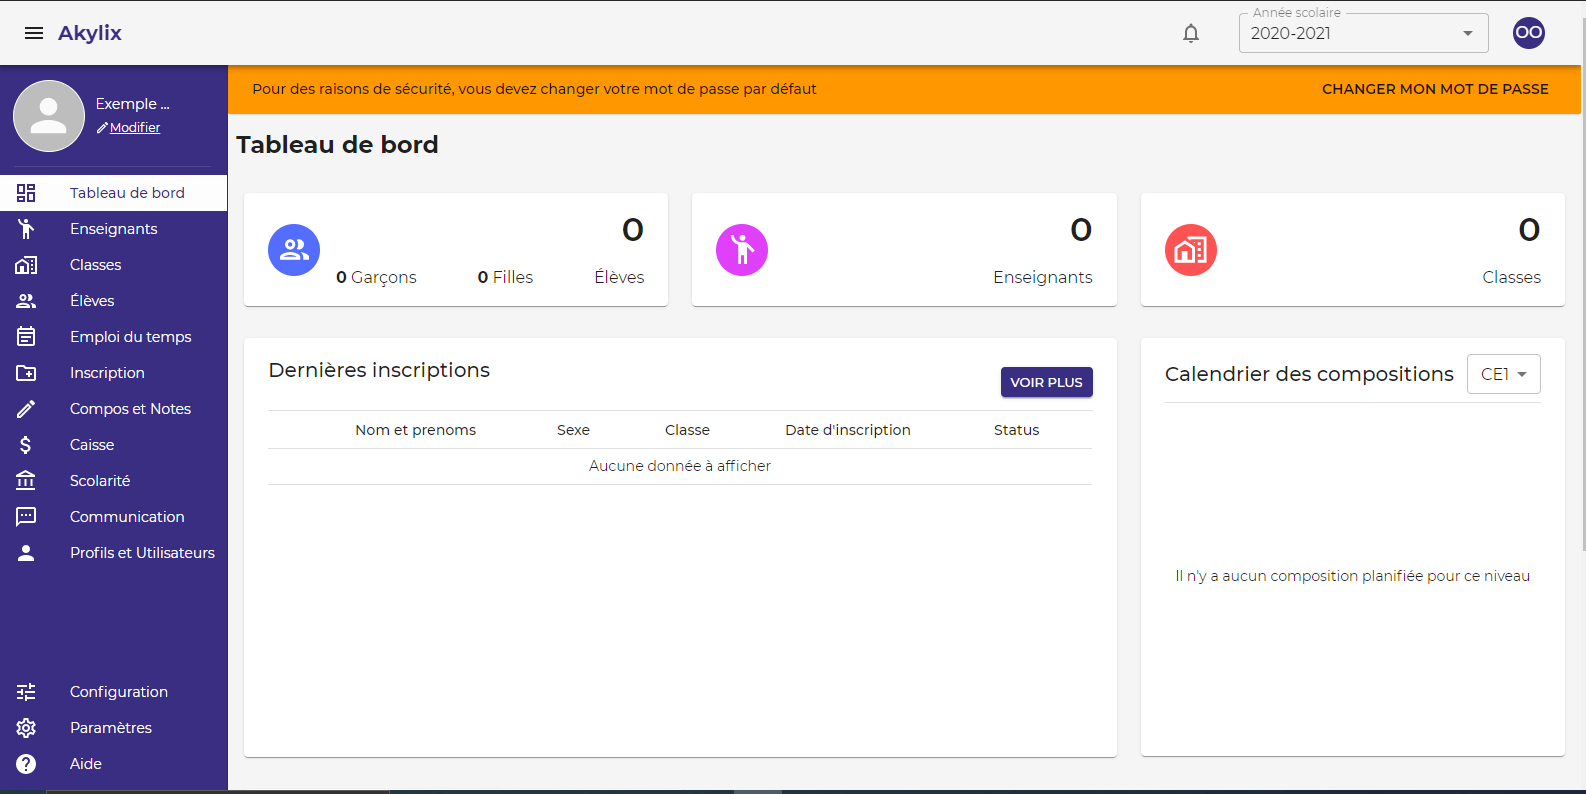 Akylix
Année scolaire
2020-2021
OO
Exemple ...
Modifier
Tableau de bord
Enseignants
Classes
Élèves
Emploi du temps
Inscription
Compos et Notes
Caisse
Scolarité
Communication
Profils et Utilisateurs
Configuration
Paramètres
Aide
Pour des raisons de sécurité, vous devez changer votre mot de passe par défaut
CHANGER MON MOT DE PASSE
Tableau de bord
0
0 Garçons 0 Filles Élèves
0
Enseignants
0
Classes
Dernières inscriptions
VOIR PLUS
Nom et prenoms Sexe Classe Date d'inscription Status
Aucune donnée à afficher
Calendrier des compositions
CE1
Il n'y a aucun composition planifiée pour ce niveau